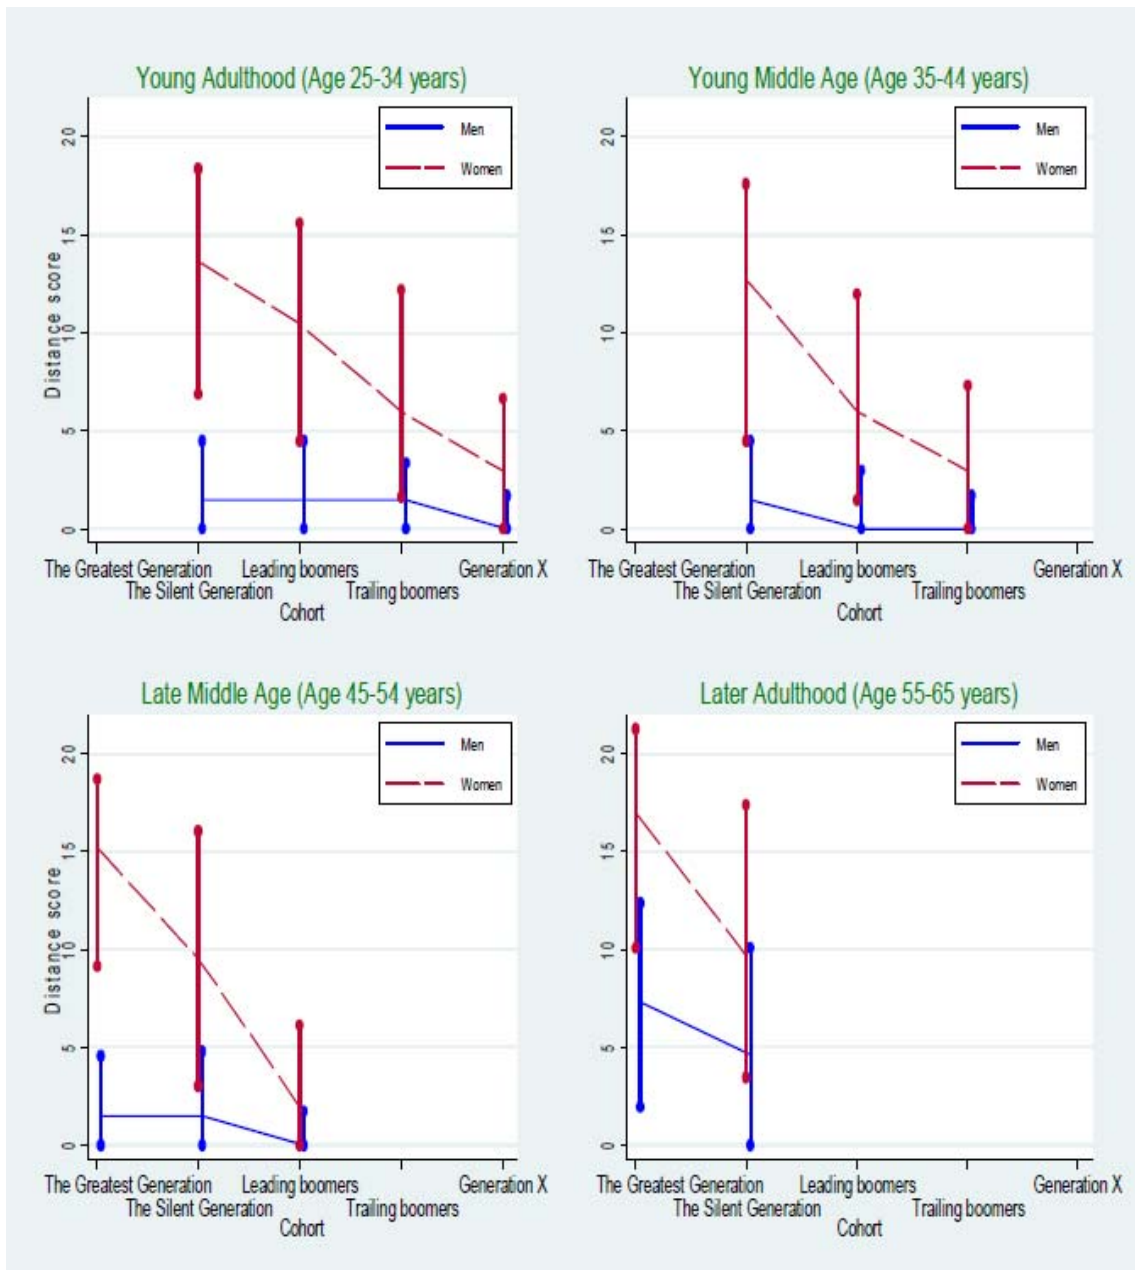 Young Adulthood (Age 25-34 years)
Men
Women
Distance score
20
15
10
5
0
The Greatest Generation
The Silent Generation
Leading boomers
Trailing boomers
Generation X
Cohort
Young Middle Age (Age 35-44 years)
Men
Women
20
15
10
5
0
The Greatest Generation
The Silent Generation
Leading boomers
Trailing boomers
Generation X
Cohort
Late Middle Age (Age 45-54 years)
Men
Women
Distance score
20
15
10
5
0
The Greatest Generation
The Silent Generation
Leading boomers
Trailing boomers
Generation X
Cohort
Later Adulthood (Age 55-65 years)
Men
Women
20
15
10
5
0
The Greatest Generation
The Silent Generation
Leading boomers
Trailing boomers
Generation X
Cohort